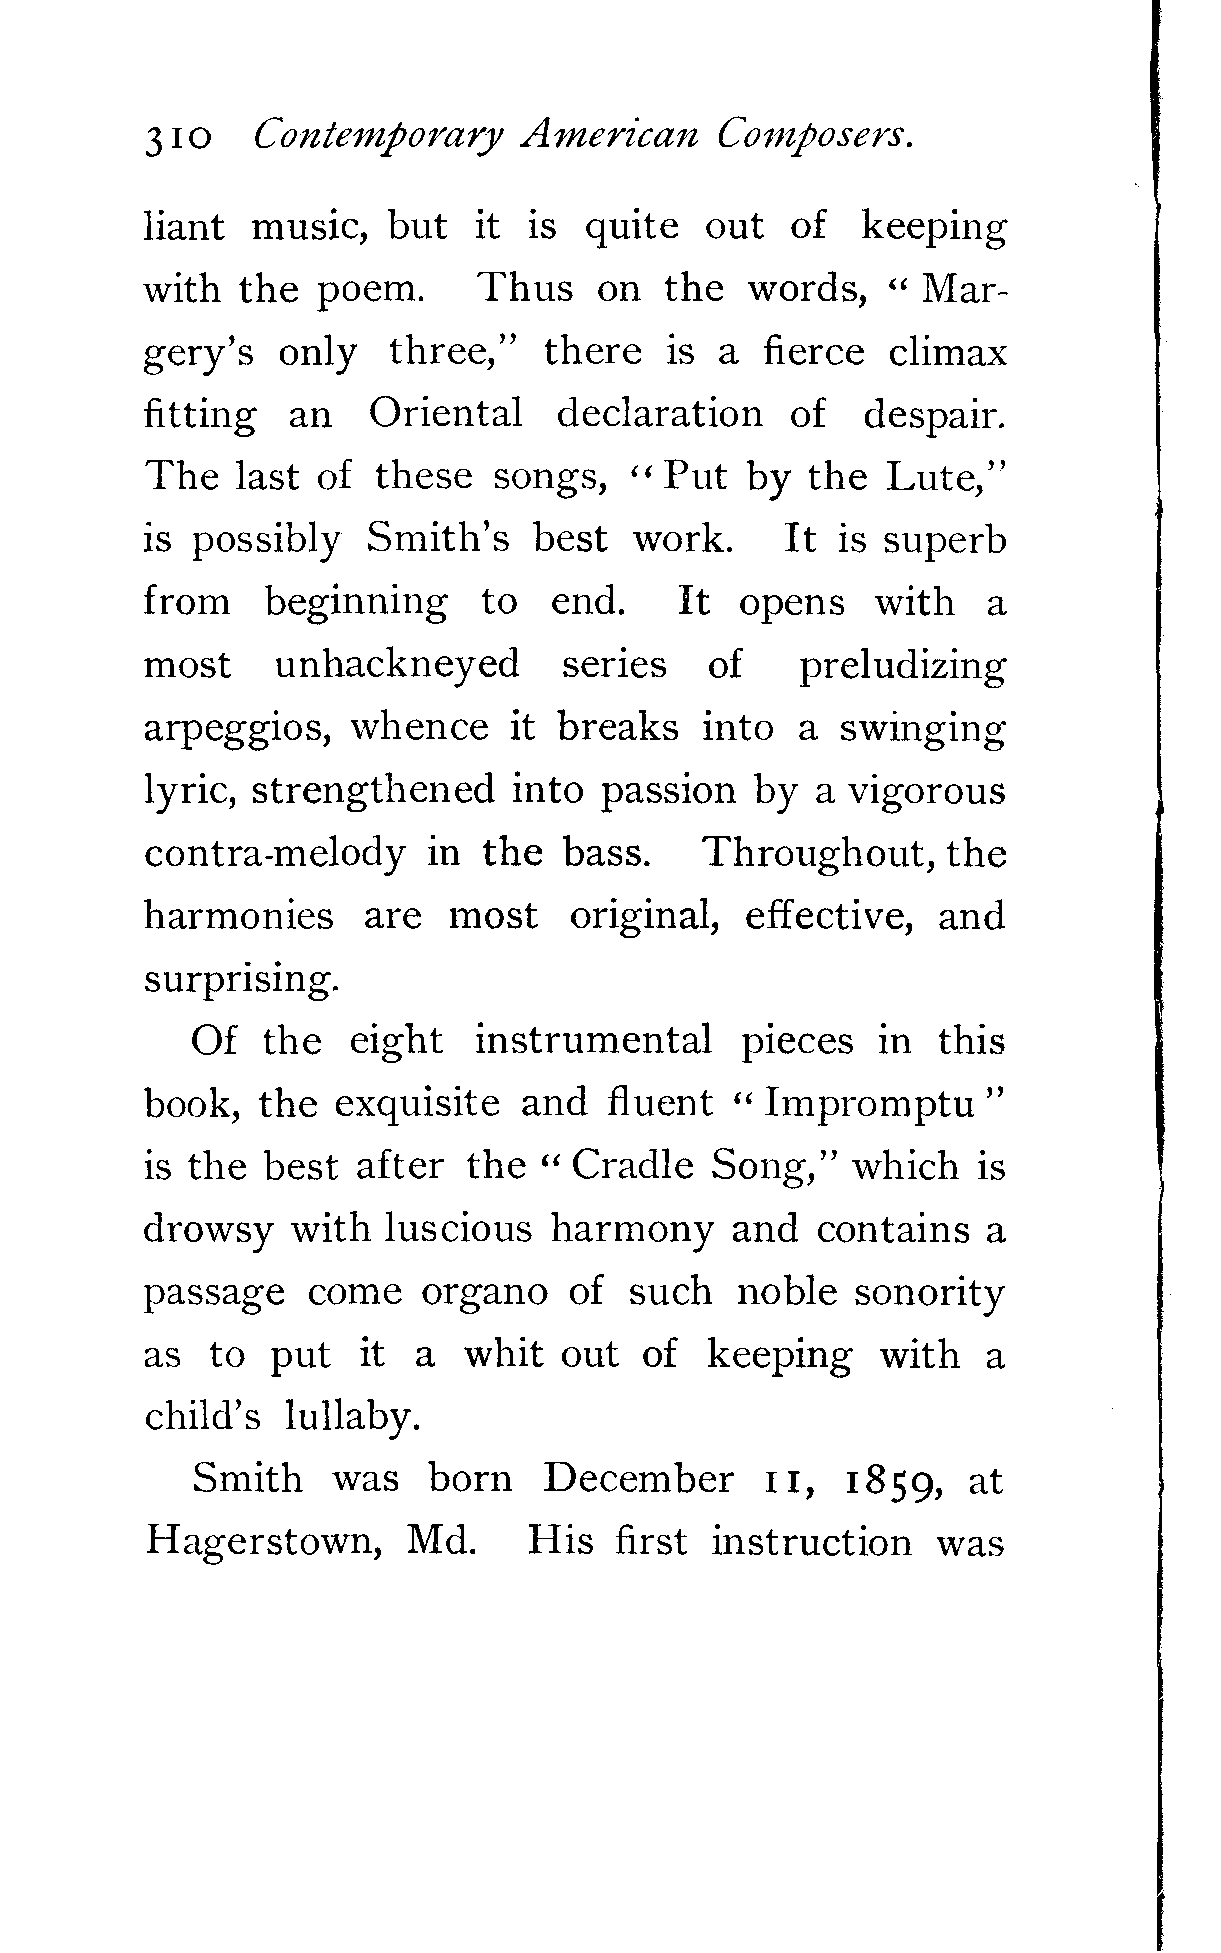 310 Contemporary American Composers.
liant music, but it is quite out of keeping
with the poem. Thus on the words, “ Mar-
gery’s only three,” there is a fierce climax
fitting an Oriental declaration of despair.
The last of these songs, “ Put by the Lute,”
is possibly Smith’s best work. It is superb
from beginning to end. It opens with a
most unhackneyed series of preludizing
arpeggios, whence it breaks into a swinging
lyric, strengthened into passion by a vigorous
contra-melody in the bass. Throughout, the
harmonies are most original, effective, and
surprising.
Of the eight instrumental pieces in this
book, the exquisite and fluent “ Impromptu ”
is the best after the “ Cradle Song,” which is
drowsy with luscious harmony and contains a
passage come organo of such noble sonority
as to put it a whit out of keeping with a
child’s lullaby.
Smith was born December 11, 1859, at
Hagerstown, Md. His first instruction was